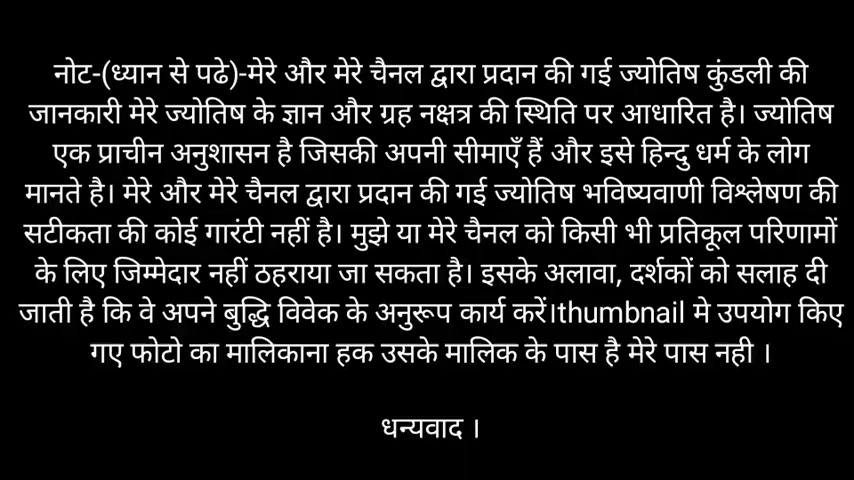 नोट-(ध्यान से पढे)-मेरे और मेरे चैनल द्वारा प्रदान की गई ज्योतिष कुंडली की
जानकारी मेरे ज्योतिष के ज्ञान और ग्रह नक्षत्र की स्थिति पर आधारित है। ज्योतिष
एक प्राचीन अनुशासन है जिसकी अपनी सीमाएँ हैं और इसे हिन्दु धर्म के लोग
मानते है। मेरे और मेरे चैनल द्वारा प्रदान की गई ज्योतिष भविष्यवाणी विश्लेषण की
सटीकता की कोई गारंटी नहीं है। मुझे या मेरे चैनल को किसी भी प्रतिकूल परिणामों
के लिए जिम्मेदार नहीं ठहराया जा सकता है। इसके अलावा, दर्शकों को सलाह दी
जाती है कि वे अपने बुद्धि विवेक के अनुरूप कार्य करें।thumbnail मे उपयोग किए
गए फोटो का मालिकाना हक उसके मालिक के पास है मेरे पास नही ।
धन्यवाद ।